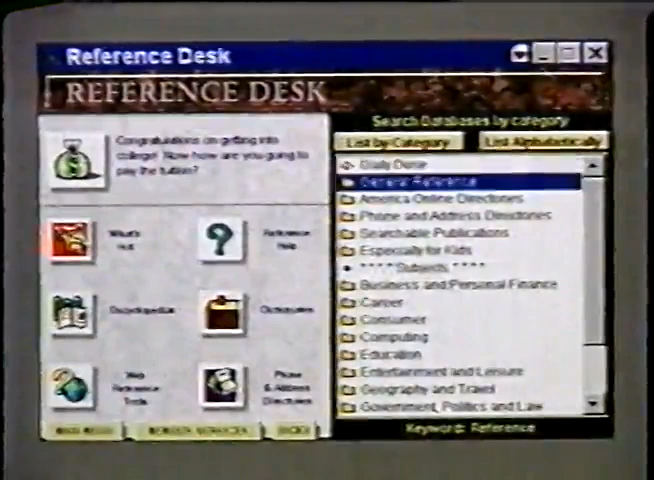 Reference Desk
REFERENCE DESK
Congratulations on getting into
college! Now how are you going to
pay the tuition?
What's
Hot
Reference
Help
Encyclopedias
Dictionaries
Web
Reference
Tools
Phone
& Address
Directories
Search Databases by category
List by Category
List Alphabetically
General Reference
America Online Directories
Phone and Address Directories
Searchable Publications
Especially for Kids
* * * * Subjects * * * *
Business and Personal Finance
Career
Consumer
Computing
Education
Entertainment and Leisure
Geography and Travel
Government, Politics and Law
Keyword: Reference